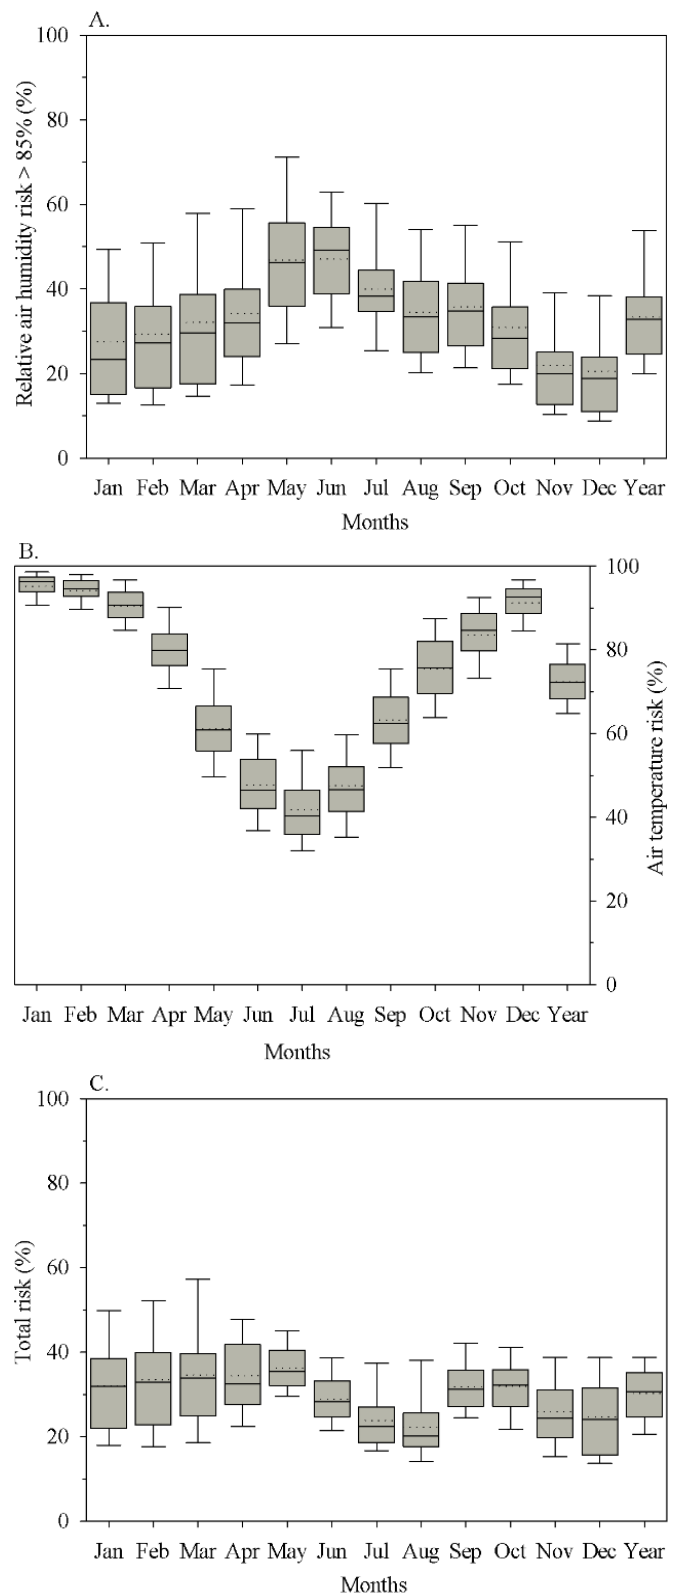 A.
100
80
60
40
20
0
Relative air humidity risk > 85% (%)
Jan Feb Mar Apr May Jun Jul Aug Sep Oct Nov Dec Year
Months
B.
100
80
60
40
20
0
Air temperature risk (%)
Jan Feb Mar Apr May Jun Jul Aug Sep Oct Nov Dec Year
Months
C.
100
80
60
40
20
0
Total risk (%)
Jan Feb Mar Apr May Jun Jul Aug Sep Oct Nov Dec Year
Months